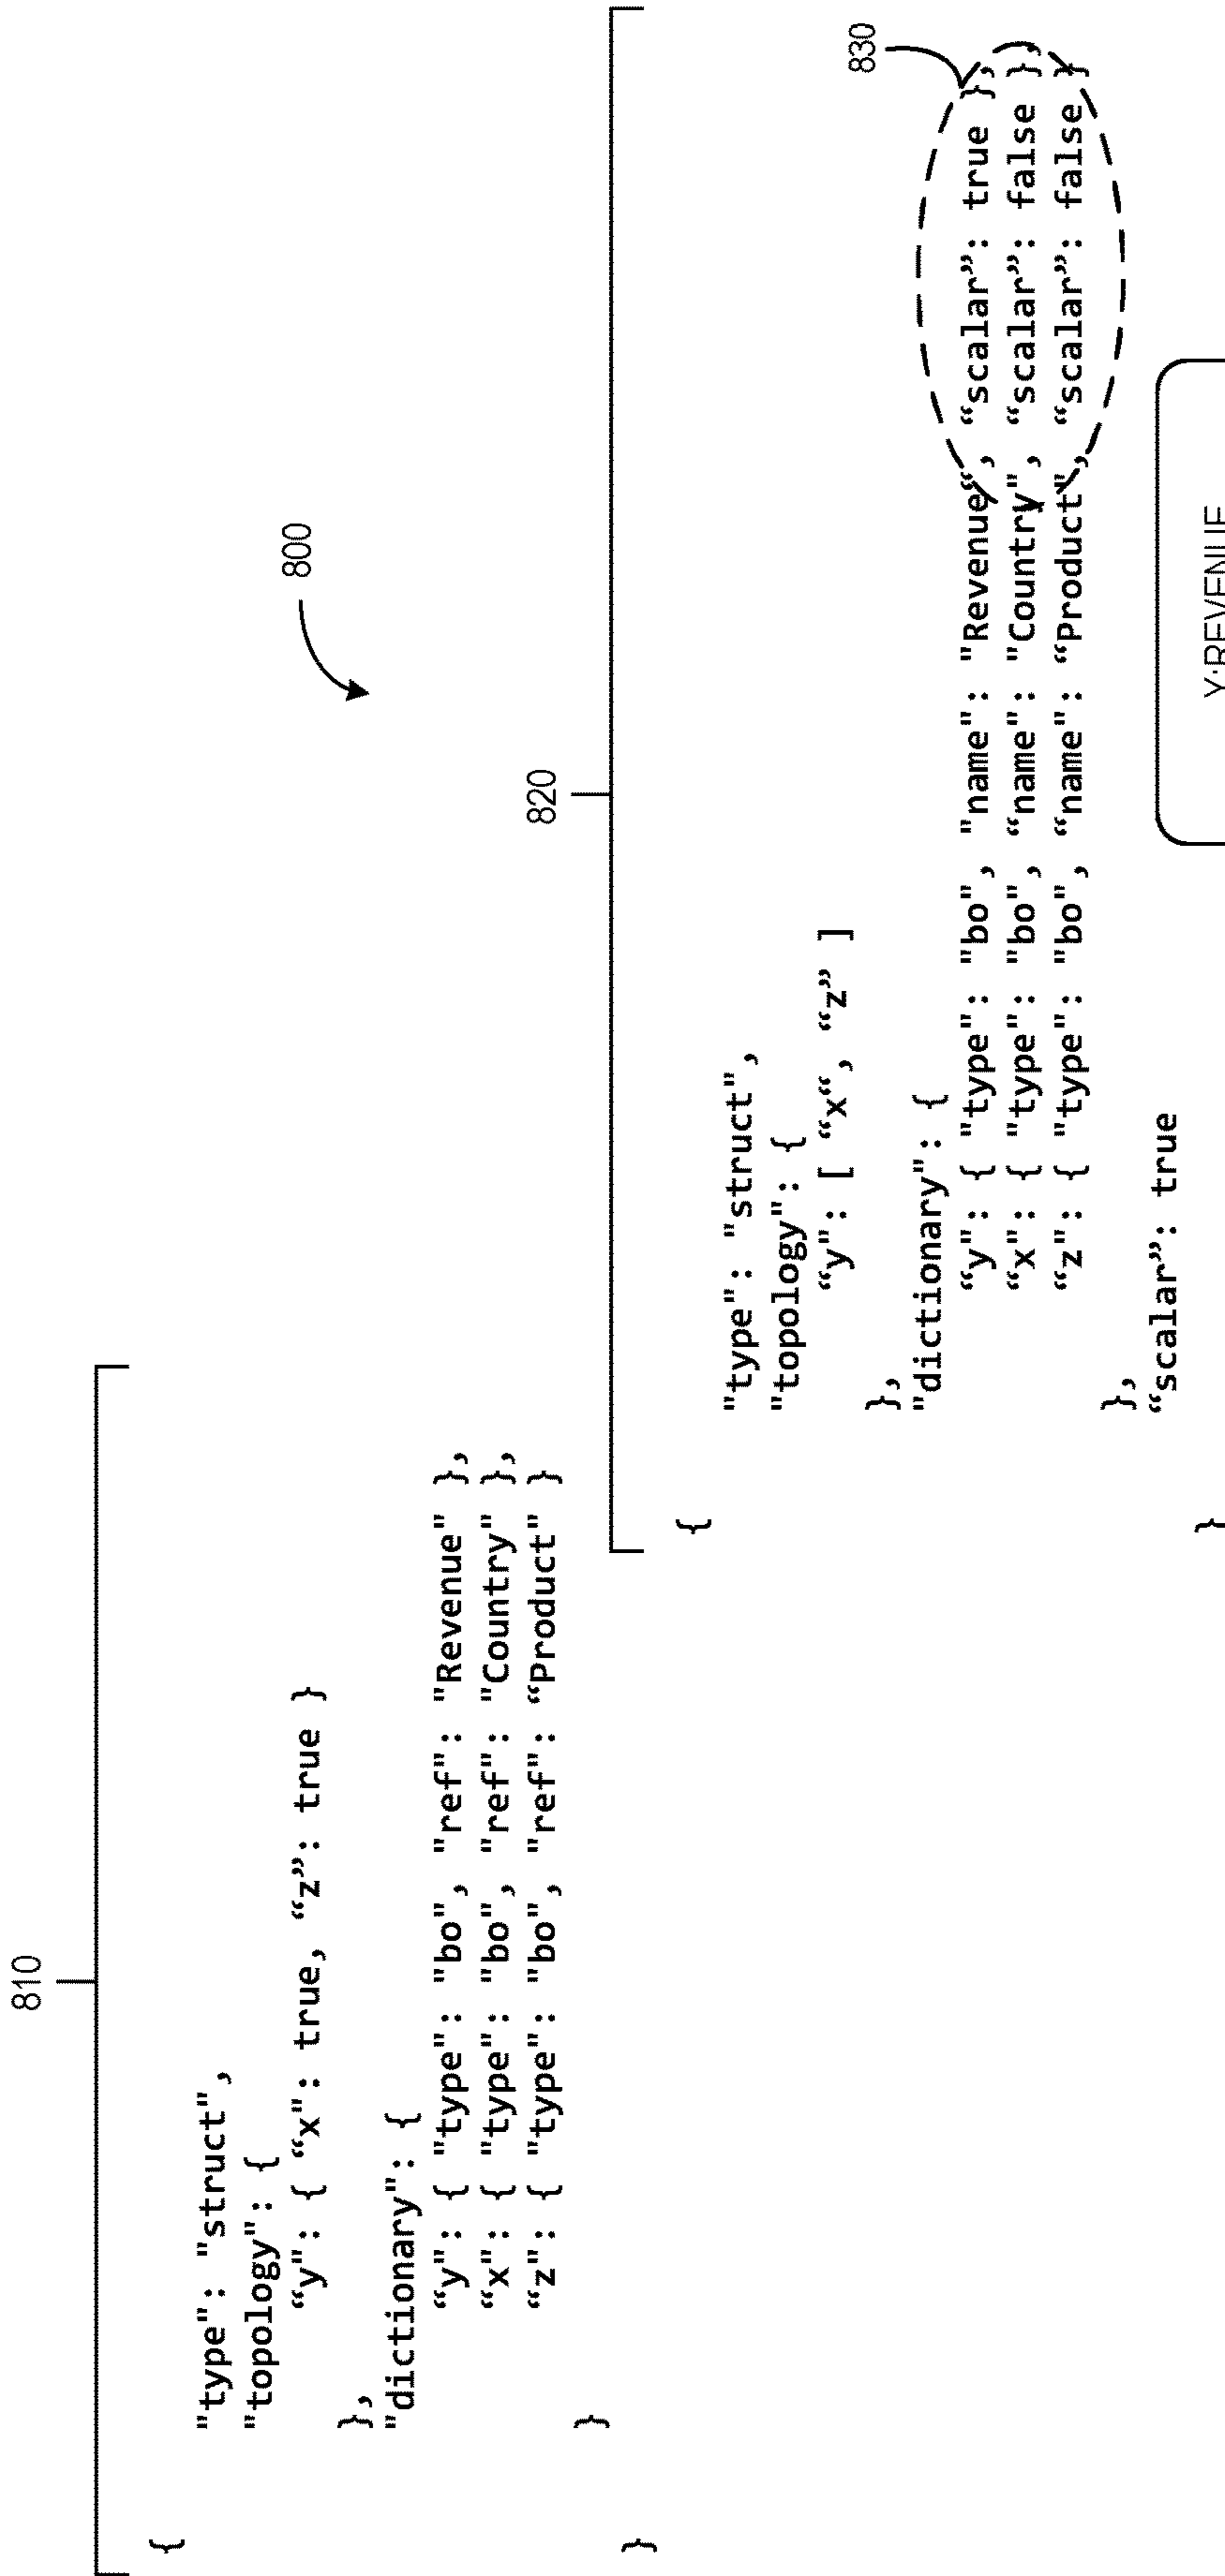 800
810
{
"type": "struct",
"topology": {
“y": { “x": true, “z”: true }
},
"dictionary": {
“y": { "type": "bo", "ref": "Revenue" },
“x": { "type": "bo", "ref": "Country" },
“z": { "type": "bo", "ref": “Product" }
}
}
820
{
"type": "struct",
"topology": {
“y": [ “x“, “z” ]
},
"dictionary": {
“y": { "type": "bo", "name": "Revenue“, “scalar”: true },
“x": { "type": "bo", “name": "Country", “scalar”: false },
“z": { "type": "bo", “name": “Product", “scalar”: false }
},
“scalar”: true
}
830
Y:REVENUE